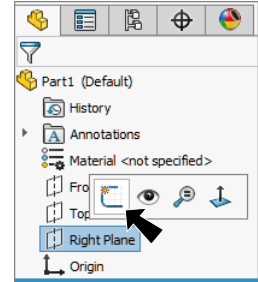 Part1 (Default)
History
Annotations
Material <not specified>
Fro
Top
Right Plane
Origin